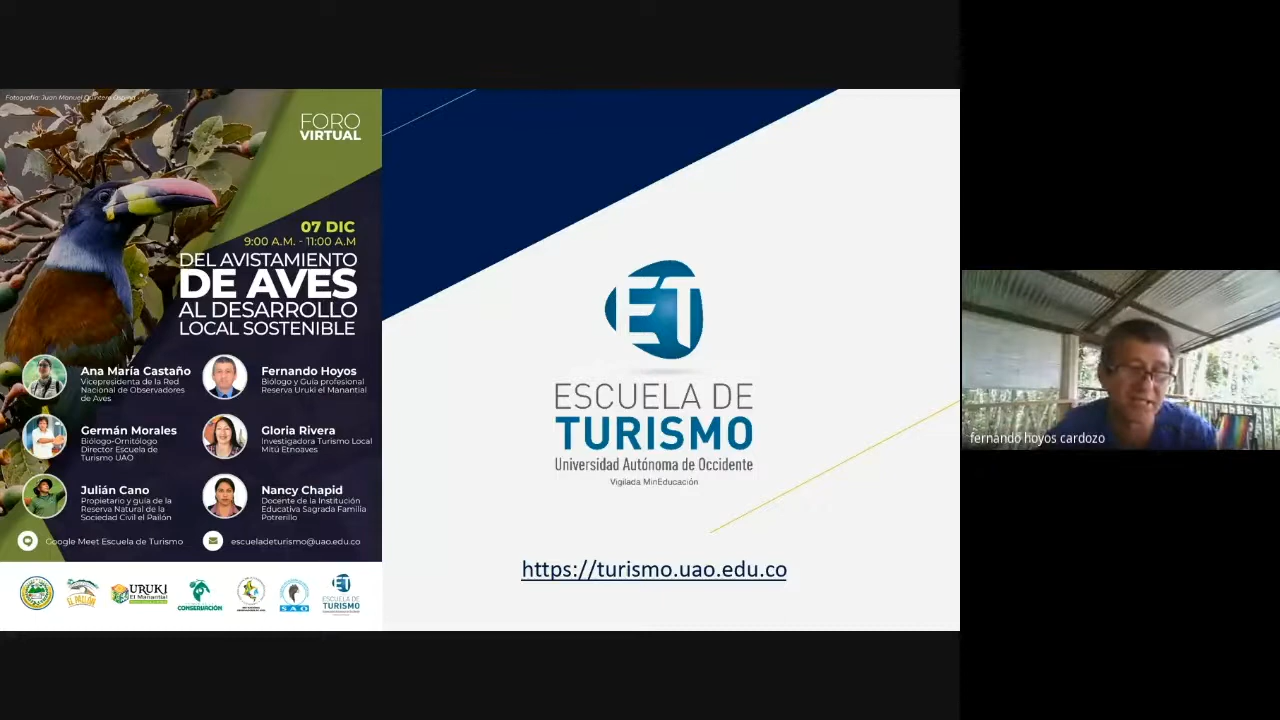 Fotografía: Juan Manuel Quintero Ospina
FORO
VIRTUAL
07 DIC
9:00 A.M. - 11:00 A.M
DEL AVISTAMIENTO
DE AVES
AL DESARROLLO
LOCAL SOSTENIBLE
Ana María Castaño
Vicepresidenta de la Red
Nacional de Observadores
de Aves
Fernando Hoyos
Biólogo y Guía profesional
Reserva Uruki el Manantial
Germán Morales
Biólogo-Ornitólogo
Director Escuela de
Turismo UAO
Gloria Rivera
Investigadora Turismo Local
Mitú Etnoaves
Julián Cano
Propietario y guía de la
Reserva Natural de la
Sociedad Civil el Pailón
Nancy Chapid
Docente de la Institución
Educativa Sagrada Familia
Potrerillo
Google Meet Escuela de Turismo
escueladeturismo@uao.edu.co
EL PAILÓN
URUKI
El Manantial
CONSERVACIÓN
SAO
ET
ESCUELA DE
TURISMO
ET
ESCUELA DE
TURISMO
Universidad Autónoma de Occidente
Vigilada MinEducación
https://turismo.uao.edu.co
fernando hoyos cardozo